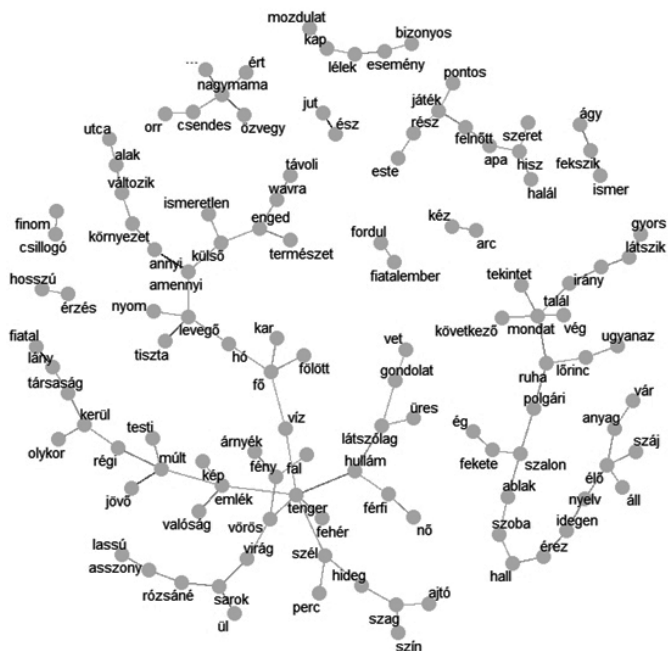 mozdulat
kap
bizonyos
lélek
esemény
---
ért
nagymama
pontos
játék
utca
orr
csendes
özvegy
jut
ész
rész
felnőtt
szeret
ágy
alak
apa
hisz
változik
távoli
este
halál
fekszik
ismer
ismeretlen
wavra
enged
finom
csillogó
környezet
külső
természet
fordul
kéz
arc
gyors
annyi
fiatalember
látszik
amennyi
tekintet
irány
hosszú
érzés
nyom
talál
levegő
következő
mondat
vég
fiatal
tiszta
hó
kar
fölött
vet
ugyanaz
lány
társaság
fő
gondolat
ruha
lőrinc
kerül
víz
üres
polgári
vár
olykor
régi
testi
árnyék
látszólag
ég
anyag
múlt
kép
fény
fal
hullám
fekete
szalon
élő
száj
jövő
valóság
emlék
tenger
férfi
nő
ablak
nyelv
áll
vörös
fehér
szoba
idegen
lassú
asszony
virág
szél
hall
érez
rózsáné
sarok
hideg
ajtó
perc
szag
ül
szín